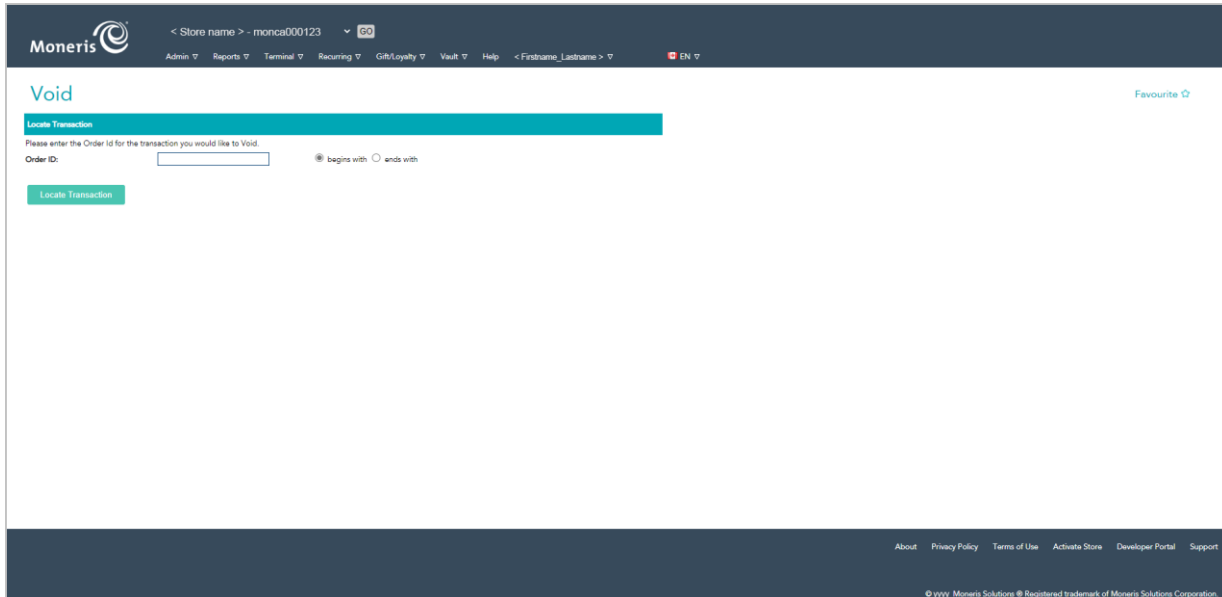 Moneris
< Store name > - monca000123 GO
Admin Reports Terminal Recurring Gift/Loyalty Vault Help < Firstname_Lastname > EN
Void
Favourite
Locate Transaction
Please enter the Order Id for the transaction you would like to Void.
Order ID: begins with ends with
Locate Transaction
About Privacy Policy Terms of Use Activate Store Developer Portal Support
© yyyy Moneris Solutions ® Registered trademark of Moneris Solutions Corporation.